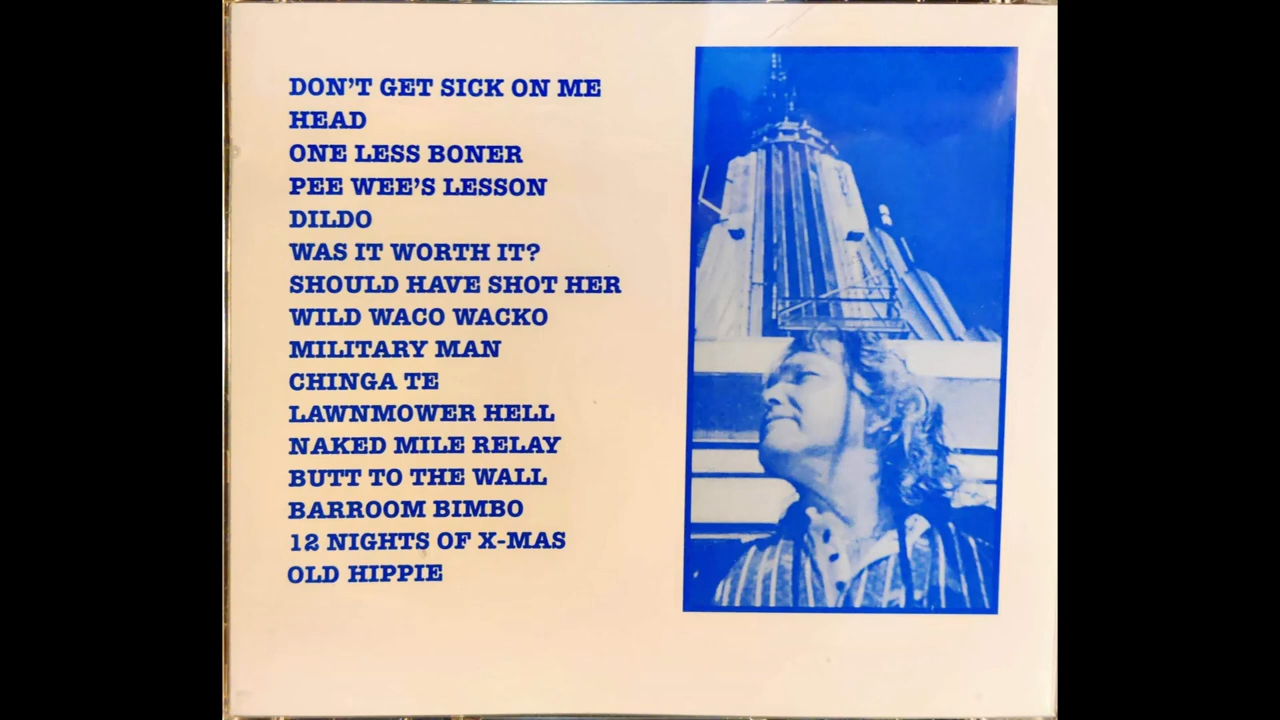 DON'T GET SICK ON ME
HEAD
ONE LESS BONER
PEE WEE'S LESSON
DILDO
WAS IT WORTH IT?
SHOULD HAVE SHOT HER
WILD WACO WACKO
MILITARY MAN
CHINGA TE
LAWNMOWER HELL
NAKED MILE RELAY
BUTT TO THE WALL
BARROOM BIMBO
12 NIGHTS OF X-MAS
OLD HIPPIE